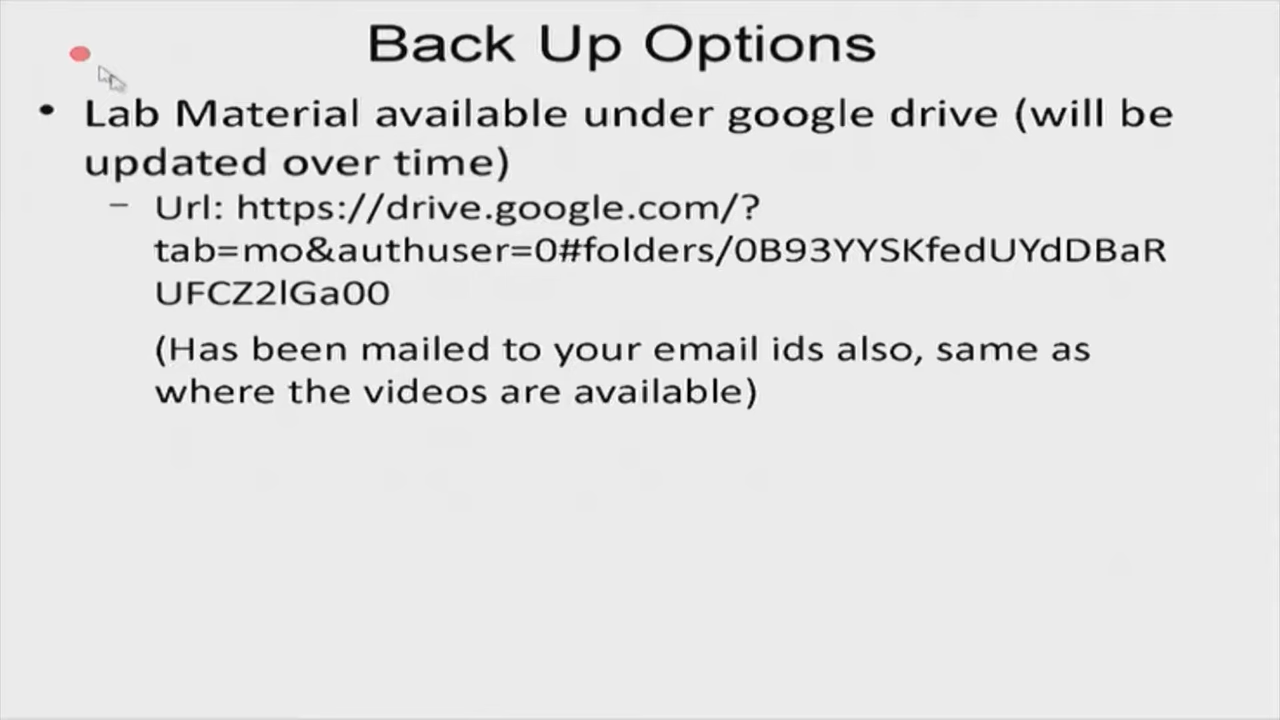 Back Up Options
• Lab Material available under google drive (will be
updated over time)
– Url: https://drive.google.com/?
tab=mo&authuser=0#folders/0B93YYSKfedUYdDBaR
UFCZ2lGa00
(Has been mailed to your email ids also, same as
where the videos are available)